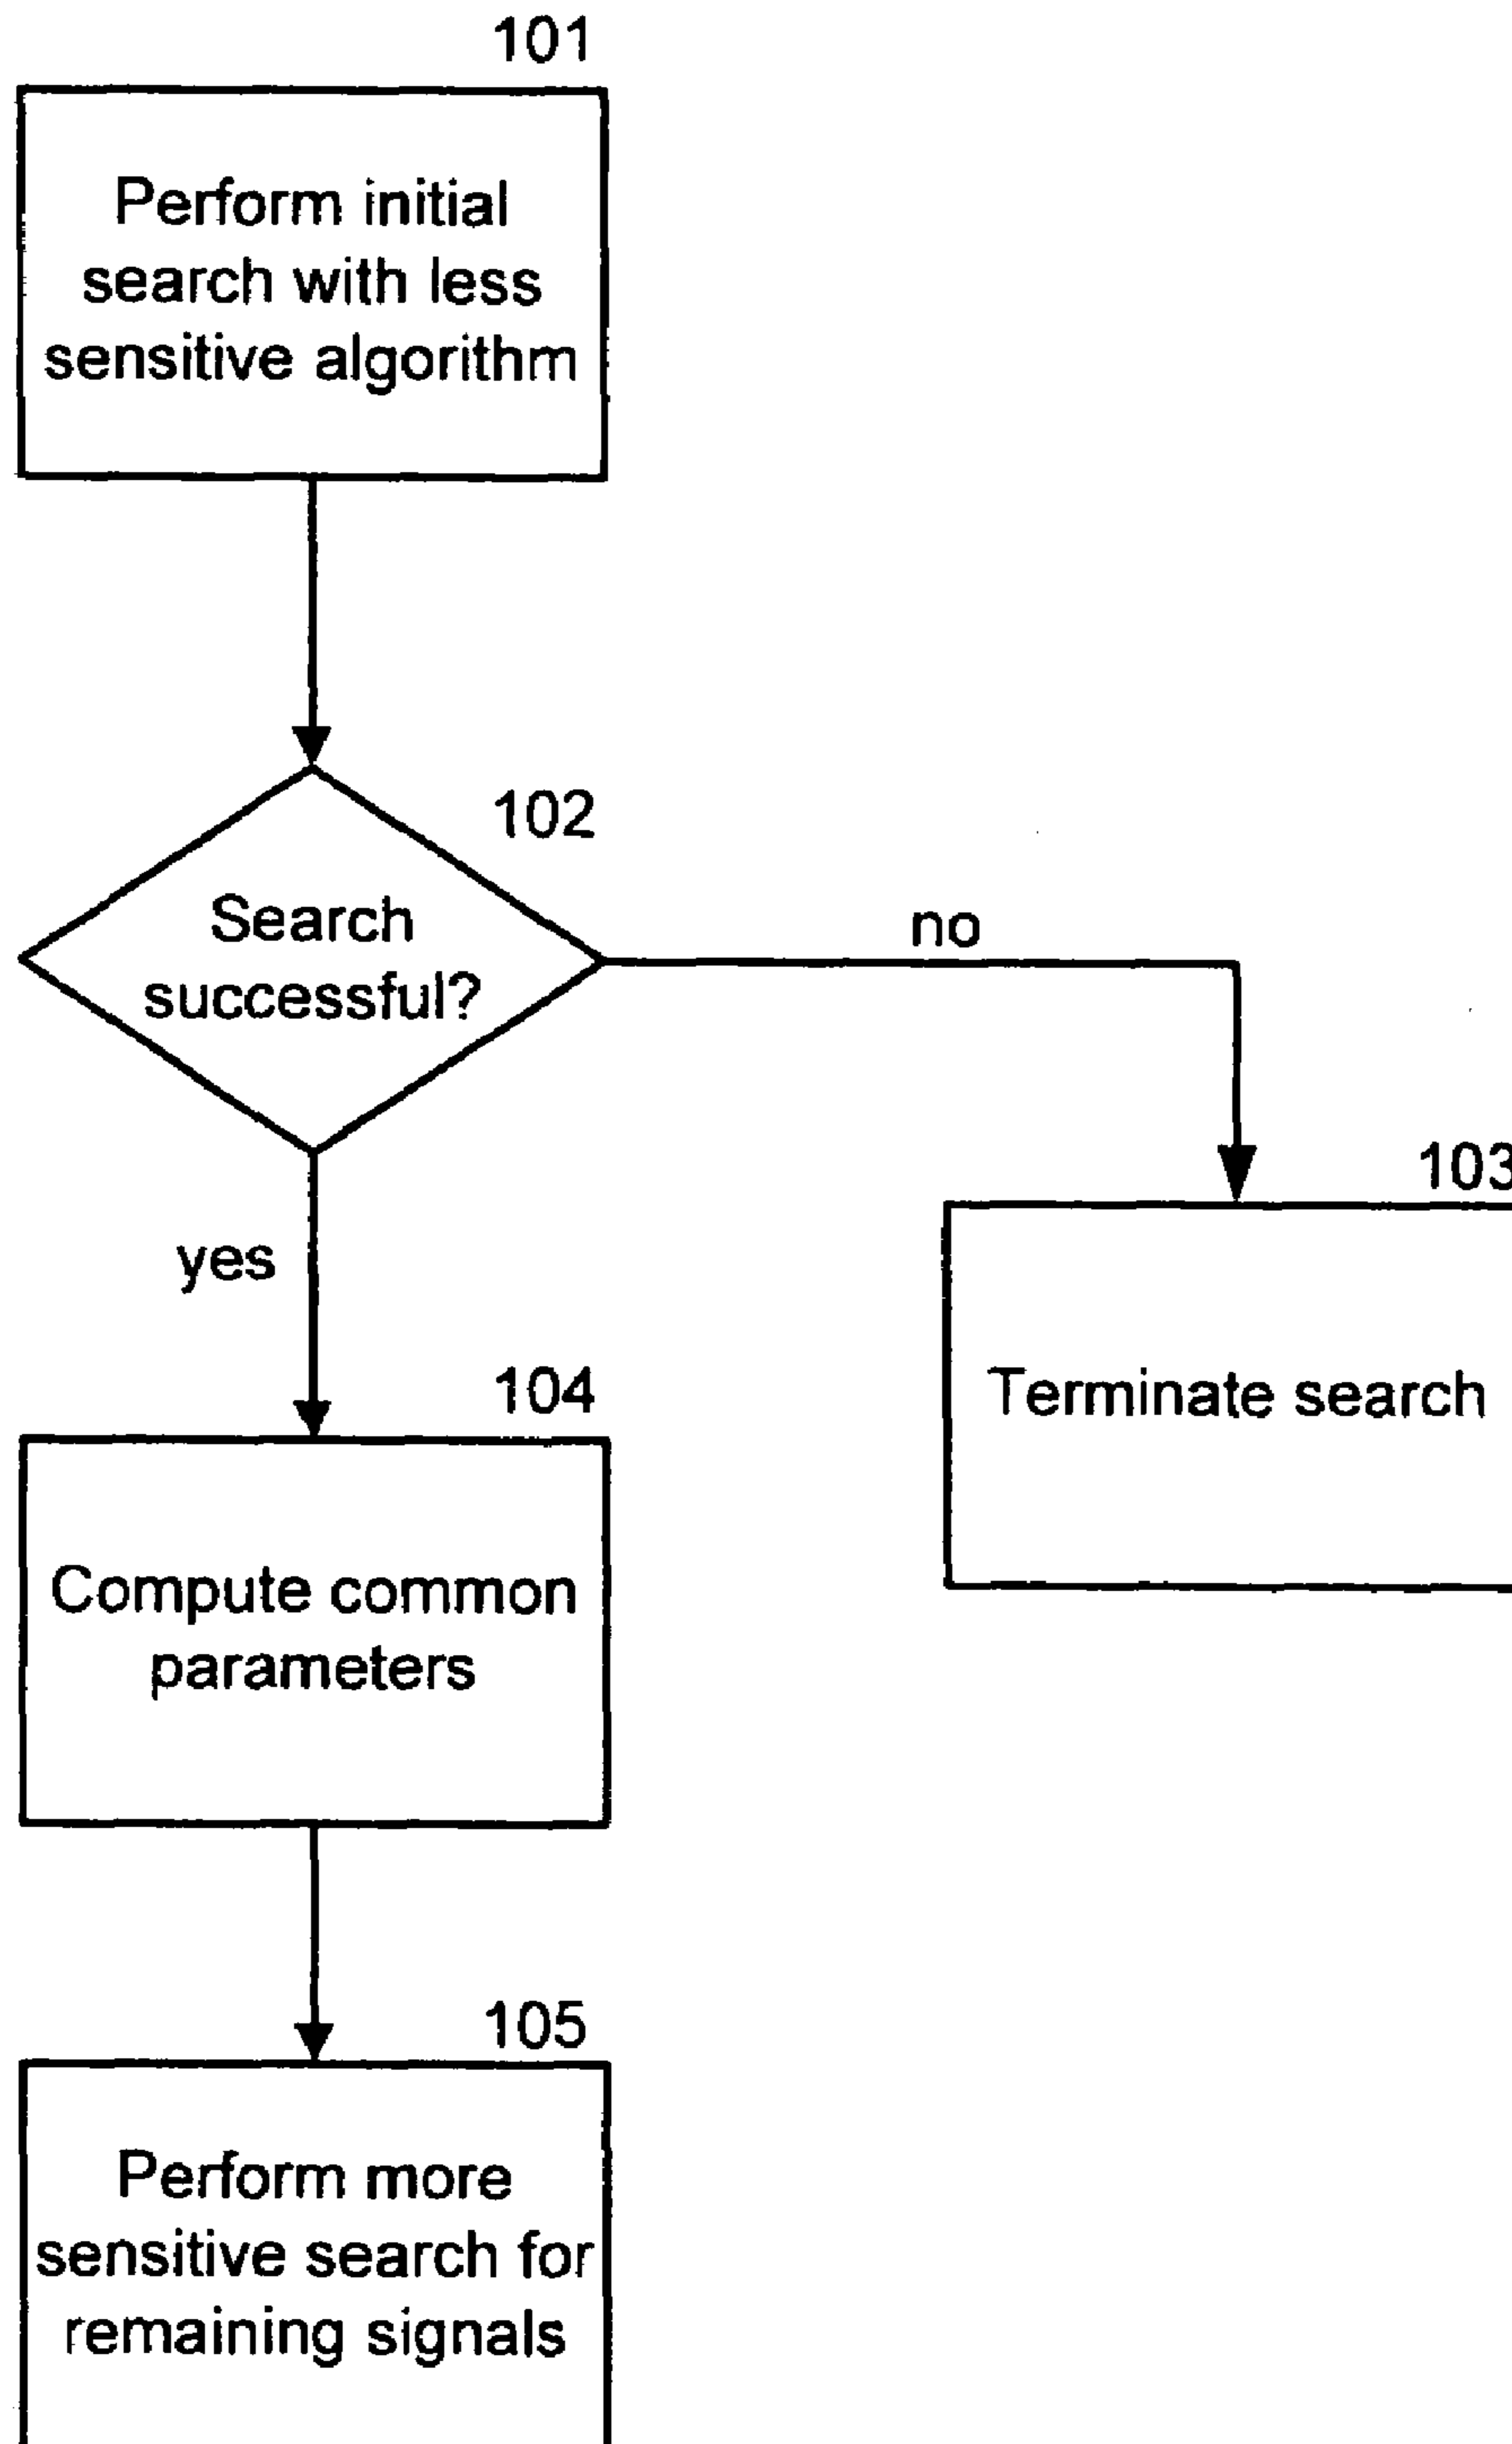 101
Perform initial
search with less
sensitive algorithm
102
Search
successful?
no
yes
103
Terminate search
104
Compute common
parameters
105
Perform more
sensitive search for
remaining signals